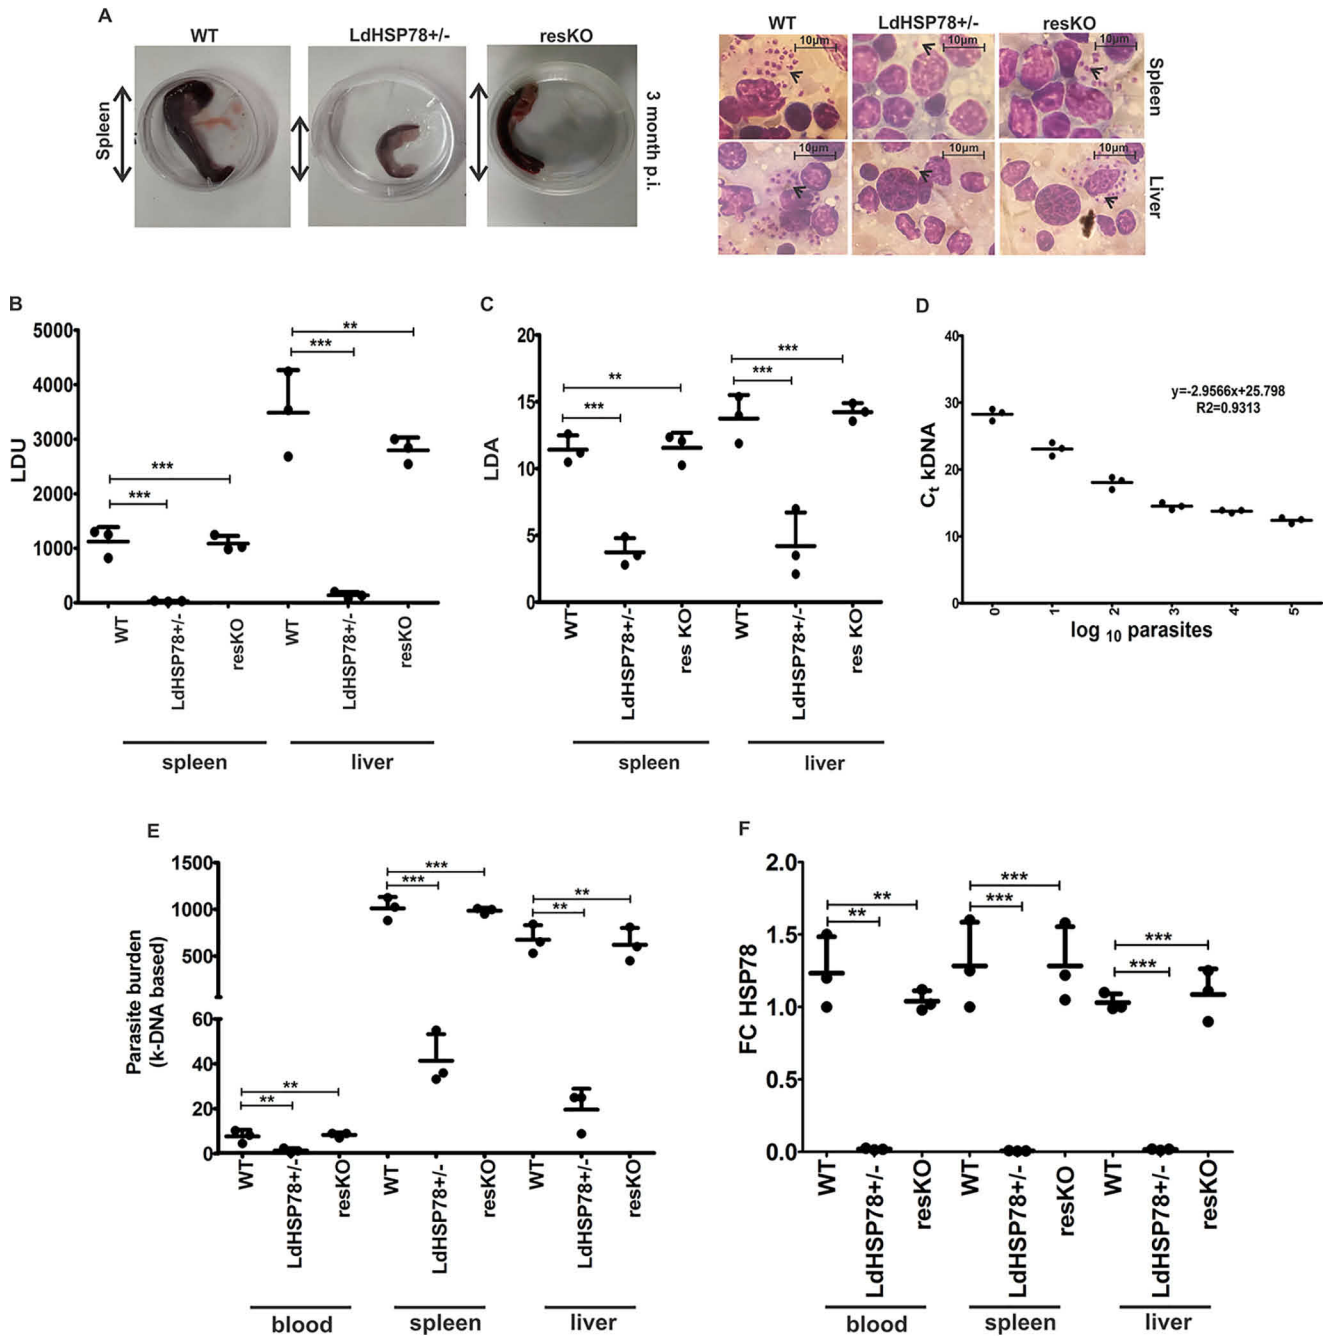 A
WT
LdHSP78+/-
resKO
Spleen
3 month p.i.
WT
LdHSP78+/-
resKO
10µm
10µm
10µm
Spleen
10µm
10µm
10µm
Liver
B
LDU
5000
4000
3000
2000
1000
0
***
***
***
**
WT
LdHSP78+/-
resKO
WT
LdHSP78+/-
resKO
spleen
liver
C
LDA
20
15
10
5
0
**
***
***
***
WT
LdHSP78+/-
res KO
WT
LdHSP78+/-
res KO
spleen
liver
D
Ct kDNA
40
30
20
10
0
y=-2.9566x+25.798
R2=0.9313
0
1
2
3
4
5
log 10 parasites
E
Parasite burden
(k-DNA based)
1500
1000
500
60
40
20
0
**
**
***
***
**
**
WT
LdHSP78+/-
resKO
WT
LdHSP78+/-
resKO
WT
LdHSP78+/-
resKO
blood
spleen
liver
F
FC HSP78
2.0
1.5
1.0
0.5
0.0
**
**
***
***
***
***
WT
LdHSP78+/-
resKO
WT
LdHSP78+/-
resKO
WT
LdHSP78+/-
resKO
blood
spleen
liver